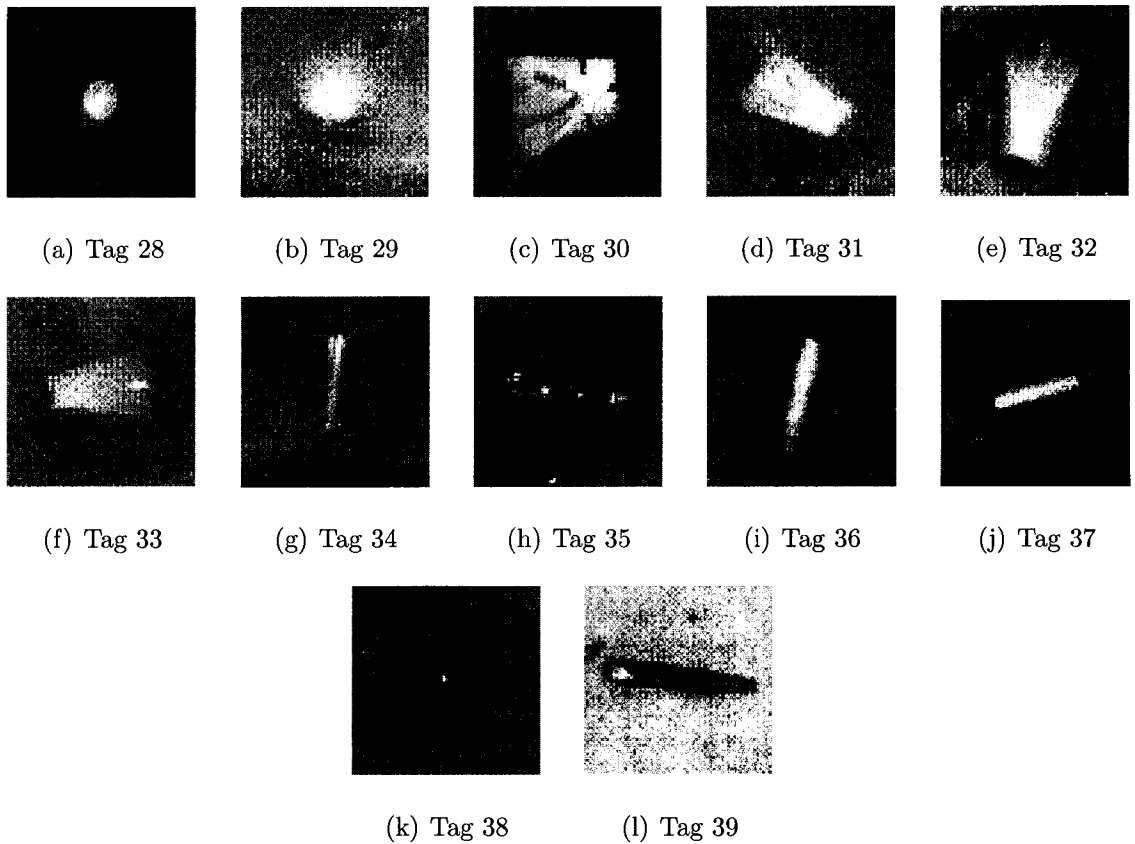 (a) Tag 28 (b) Tag 29 (c) Tag 30 (d) Tag 31 (e) Tag 32
(f) Tag 33 (g) Tag 34 (h) Tag 35 (i) Tag 36 (j) Tag 37
(k) Tag 38 (l) Tag 39